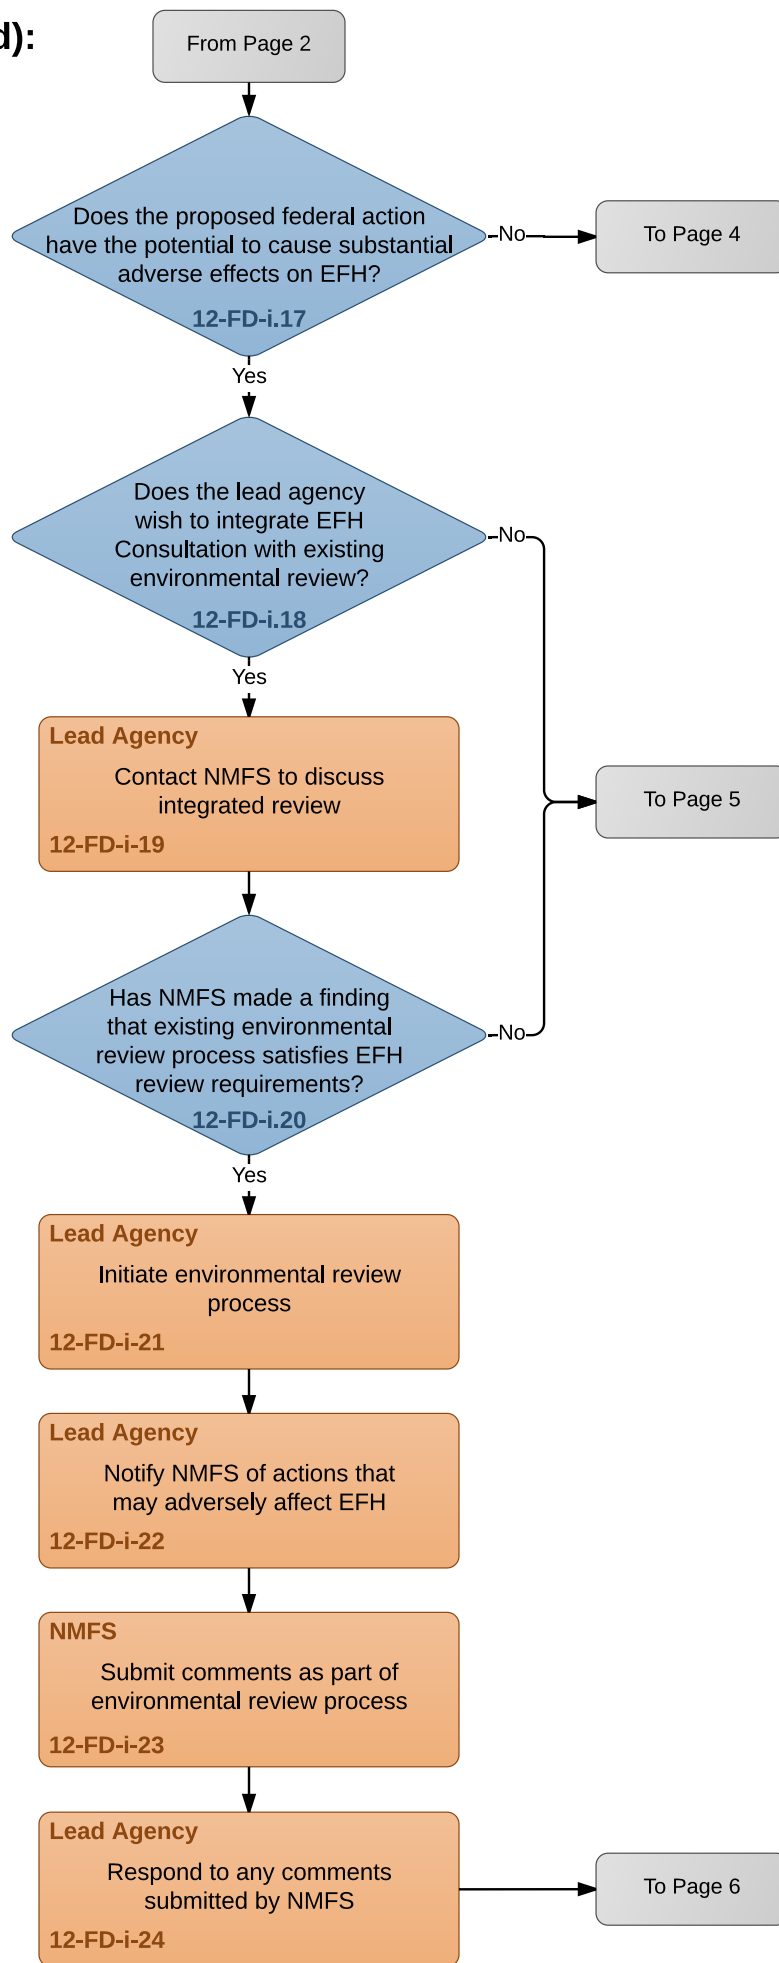 d):
From Page 2
Does the proposed federal action
have the potential to cause substantial
adverse effects on EFH?
12-FD-i.17
No
To Page 4
Yes
Does the lead agency
wish to integrate EFH
Consultation with existing
environmental review?
12-FD-i.18
No
Yes
Lead Agency
Contact NMFS to discuss
integrated review
12-FD-i-19
To Page 5
Has NMFS made a finding
that existing environmental
review process satisfies EFH
review requirements?
12-FD-i.20
No
Yes
Lead Agency
Initiate environmental review
process
12-FD-i-21
Lead Agency
Notify NMFS of actions that
may adversely affect EFH
12-FD-i-22
NMFS
Submit comments as part of
environmental review process
12-FD-i-23
Lead Agency
Respond to any comments
submitted by NMFS
12-FD-i-24
To Page 6